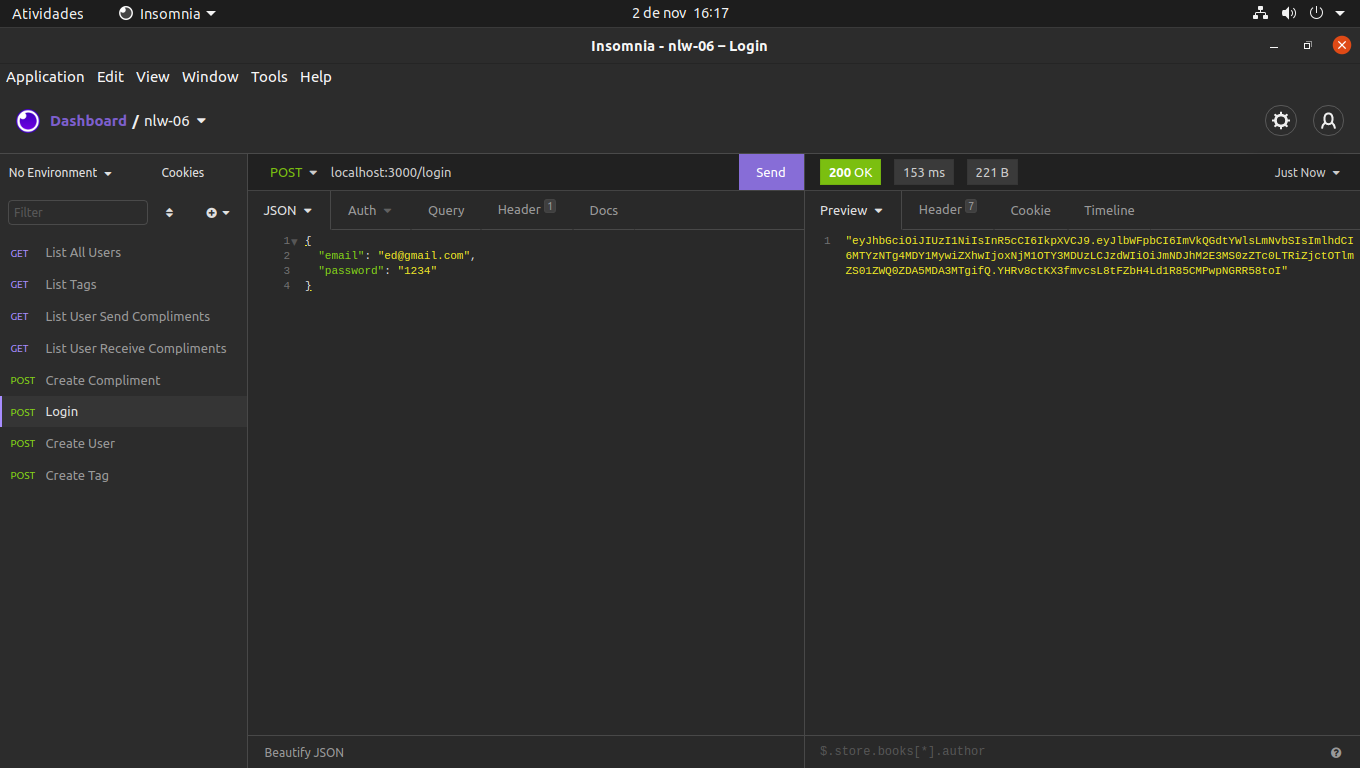 Atividades
Insomnia
2 de nov 16:17
Insomnia - nlw-06 – Login
Application Edit View Window Tools Help
Dashboard / nlw-06
No Environment
Cookies
Filter
GET List All Users
GET List Tags
GET List User Send Compliments
GET List User Receive Compliments
POST Create Compliment
POST Login
POST Create User
POST Create Tag
POST localhost:3000/login Send
JSON Auth Query Header 1 Docs
1 {
2 "email": "ed@gmail.com",
3 "password": "1234"
4 }
Beautify JSON
200 OK 153 ms 221 B Just Now
Preview Header 7 Cookie Timeline
1 "eyJhbGciOiJIUzI1NiIsInR5cCI6IkpXVCJ9.eyJlbWFpbCI6ImVkQGdtYWlsLmNvbSIsImlhdCI
6MTYzNTg4MDY1MywiZXhwIjoxNjM1OTY3MDUzLCJzdWIiOiJmNDJhM2E3MS0zZTc0LTRiZjctOTlm
ZS01ZWQ0ZDA5MDA3MTgifQ.YHRv8ctKX3fmvcsL8tFZbH4Ld1R85CMPwpNGRR58toI"
$.store.books[*].author